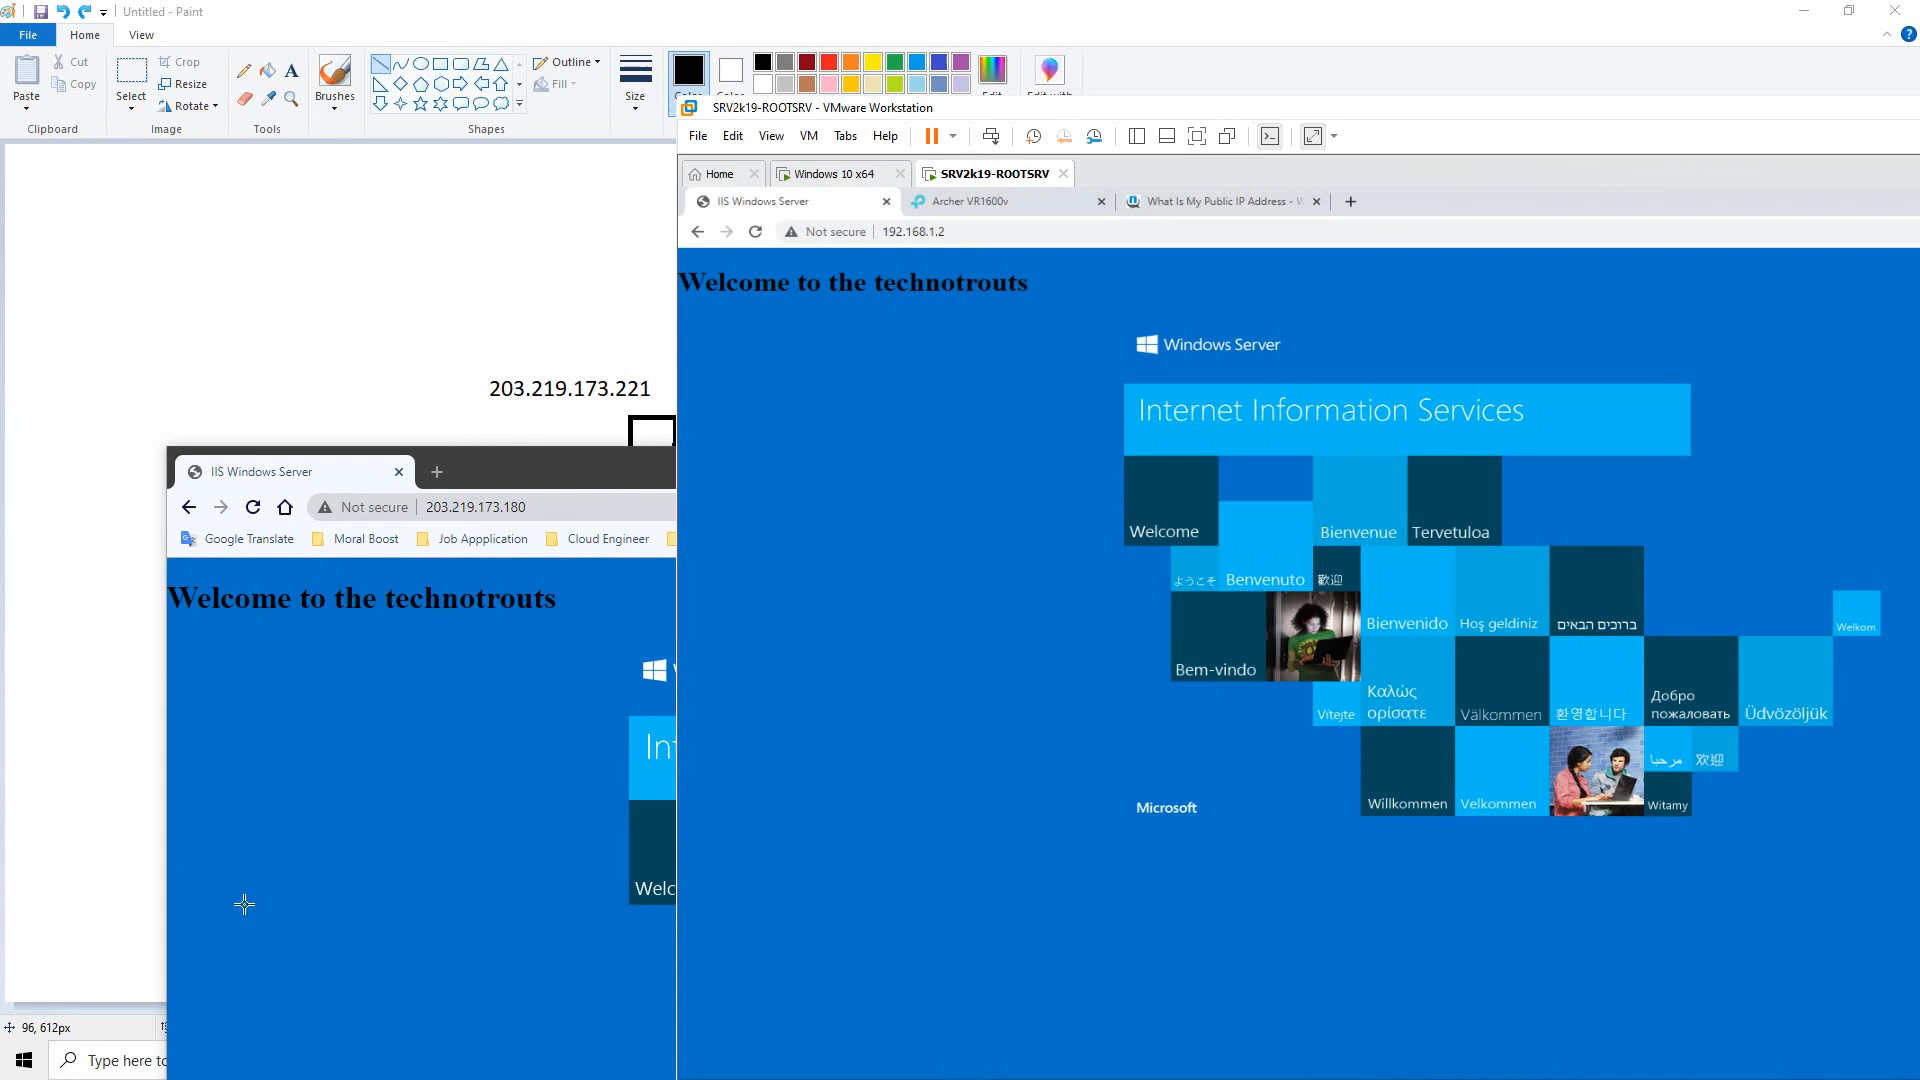 Untitled - Paint
File Home View
Paste
Cut
Copy
Clipboard
Select
Crop
Resize
Rotate
Image
Tools
Brushes
Shapes
Outline
Fill
Size
203.219.173.221
SRV2k19-ROOTSRV - VMware Workstation
File Edit View VM Tabs Help
Home Windows 10 x64 SRV2k19-ROOTSRV
IIS Windows Server Archer VR1600v What Is My Public IP Address -
Not secure 192.168.1.2
Welcome to the technotrouts
Windows Server
Internet Information Services
Welcome Bienvenue Tervetuloa
ようこそ Benvenuto 歡迎
Bienvenido Hoş geldiniz ברוכים הבאים Welkom
Bem-vindo
Vítejte Καλώς ορίσατε Välkommen 환영합니다 Добро пожаловать Üdvözöljük
مرحبا 欢迎
Willkommen Velkommen Witamy
Microsoft
IIS Windows Server
Not secure 203.219.173.180
Google Translate Moral Boost Job Appplication Cloud Engineer
Welcome to the technotrouts
96, 612px
Type here to